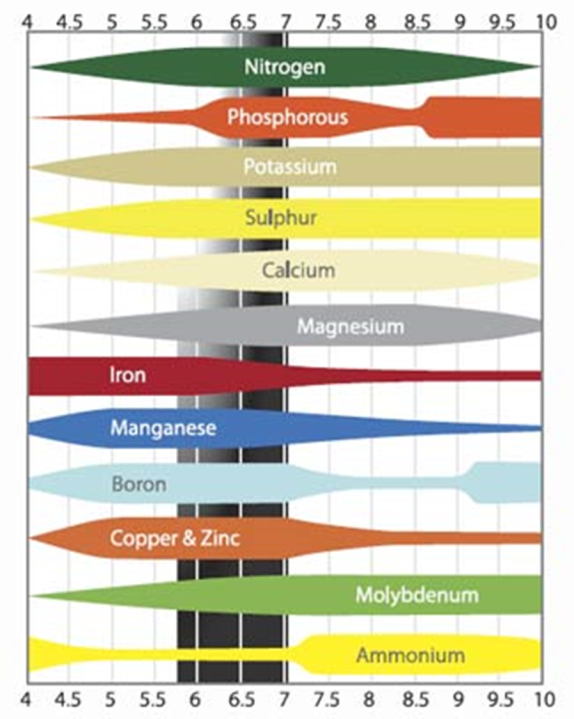 4 4.5 5 5.5 6 6.5 7 7.5 8 8.5 9 9.5 10
Nitrogen
Phosphorous
Potassium
Sulphur
Calcium
Magnesium
Iron
Manganese
Boron
Copper & Zinc
Molybdenum
Ammonium
4 4.5 5 5.5 6 6.5 7 7.5 8 8.5 9 9.5 10